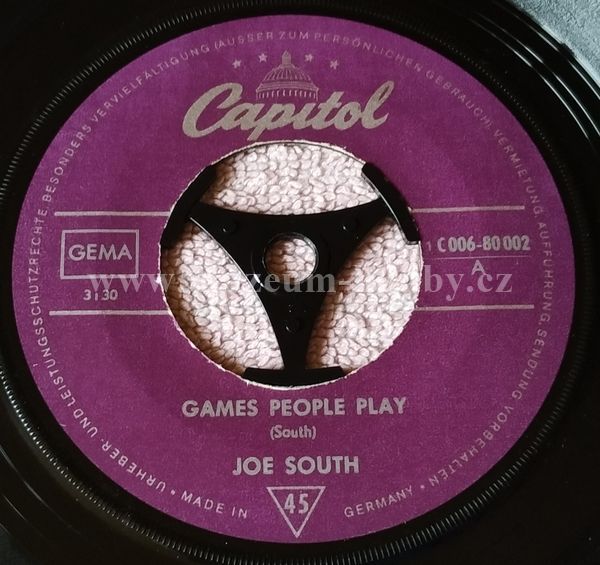 URHEBER- UND LEISTUNGSSCHUTZRECHTE, BESONDERS VERVIELFÄLTIGUNG (AUSSER ZUM PERSÖNLICHEN GEBRAUCH), VERMIETUNG, AUFFÜHRUNG, SENDUNG VORBEHALTEN
Capitol
GEMA
3:30
1 C 006-80 002
A
GAMES PEOPLE PLAY
(South)
JOE SOUTH
• MADE IN
45
GERMANY •